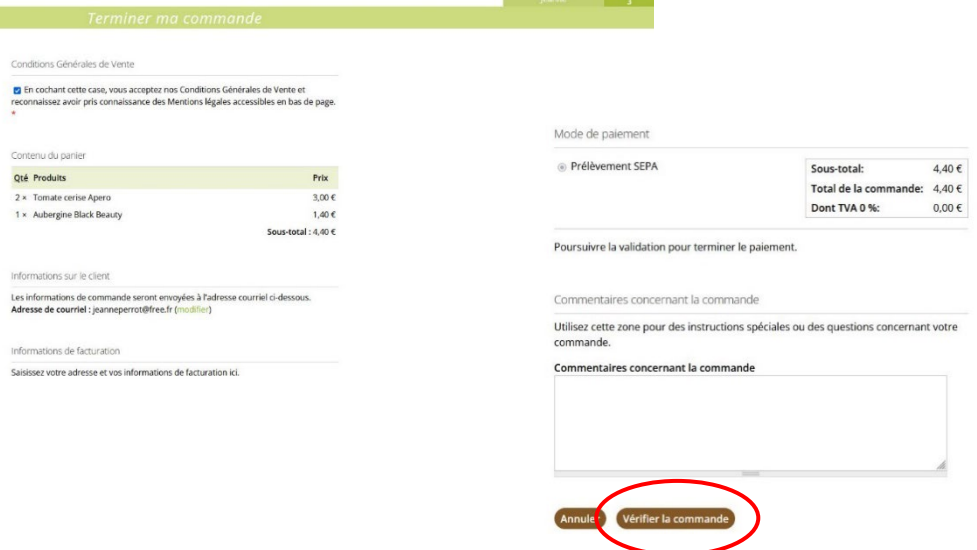 Terminer ma commande
Conditions Générales de Vente
En cochant cette case, vous acceptez nos Conditions Générales de Vente et
reconnaissez avoir pris connaissance des Mentions légales accessibles en bas de page.
*
Contenu du panier
Qté Produits Prix
2 × Tomate cerise Apero 3,00 €
1 × Aubergine Black Beauty 1,40 €
Sous-total : 4,40 €
Informations sur le client
Les informations de commande seront envoyées à l'adresse courriel ci-dessous.
Adresse de courriel : jeanneperrot@free.fr (modifier)
Informations de facturation
Saisissez votre adresse et vos informations de facturation ici.
Mode de paiement
Prélèvement SEPA
Sous-total: 4,40 €
Total de la commande: 4,40 €
Dont TVA 0 %: 0,00 €
Poursuivre la validation pour terminer le paiement.
Commentaires concernant la commande
Utilisez cette zone pour des instructions spéciales ou des questions concernant votre
commande.
Commentaires concernant la commande
Annuler Vérifier la commande